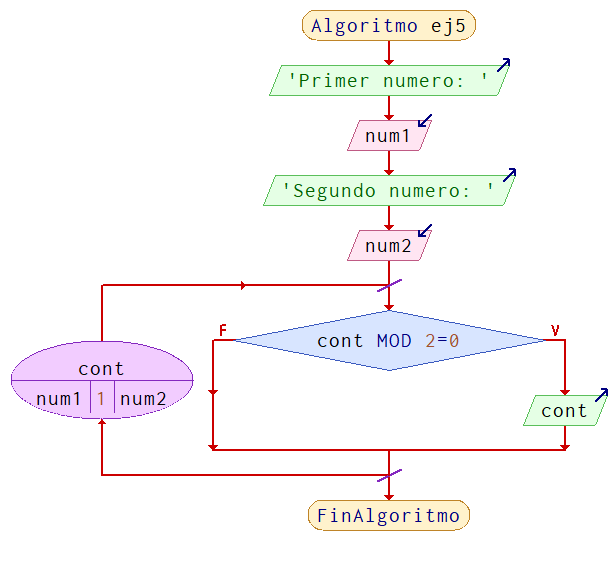 Algoritmo ej5
'Primer numero: '
num1
'Segundo numero: '
num2
F
V
cont MOD 2=0
cont
num1 1 num2
cont
FinAlgoritmo